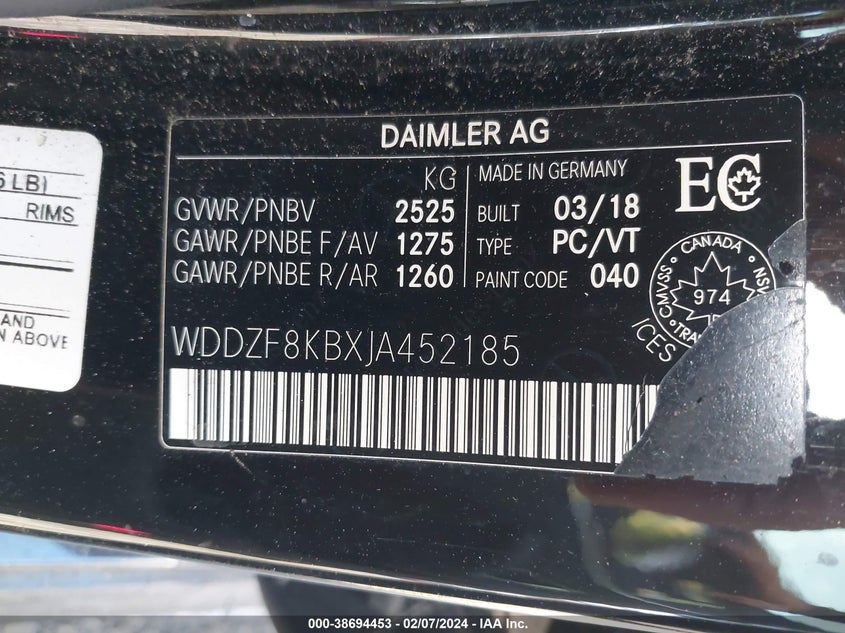 6 LB)
RIMS
AND
N ABOVE
DAIMLER AG
KG
GVWR/PNBV 2525
GAWR/PNBE F/AV 1275
GAWR/PNBE R/AR 1260
MADE IN GERMANY
BUILT 03/18
TYPE PC/VT
PAINT CODE 040
EC
CANADA
CMVSS
974
NSV
TRA
ICES
WDDZF8KBXJA452185
000-38694453 - 02/07/2024 - IAA Inc.